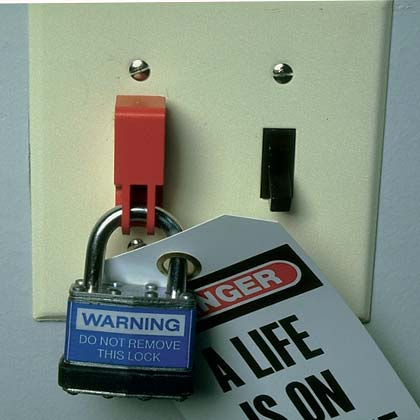 WARNING
DO NOT REMOVE
THIS LOCK
NGER
A LIFE
IS ON